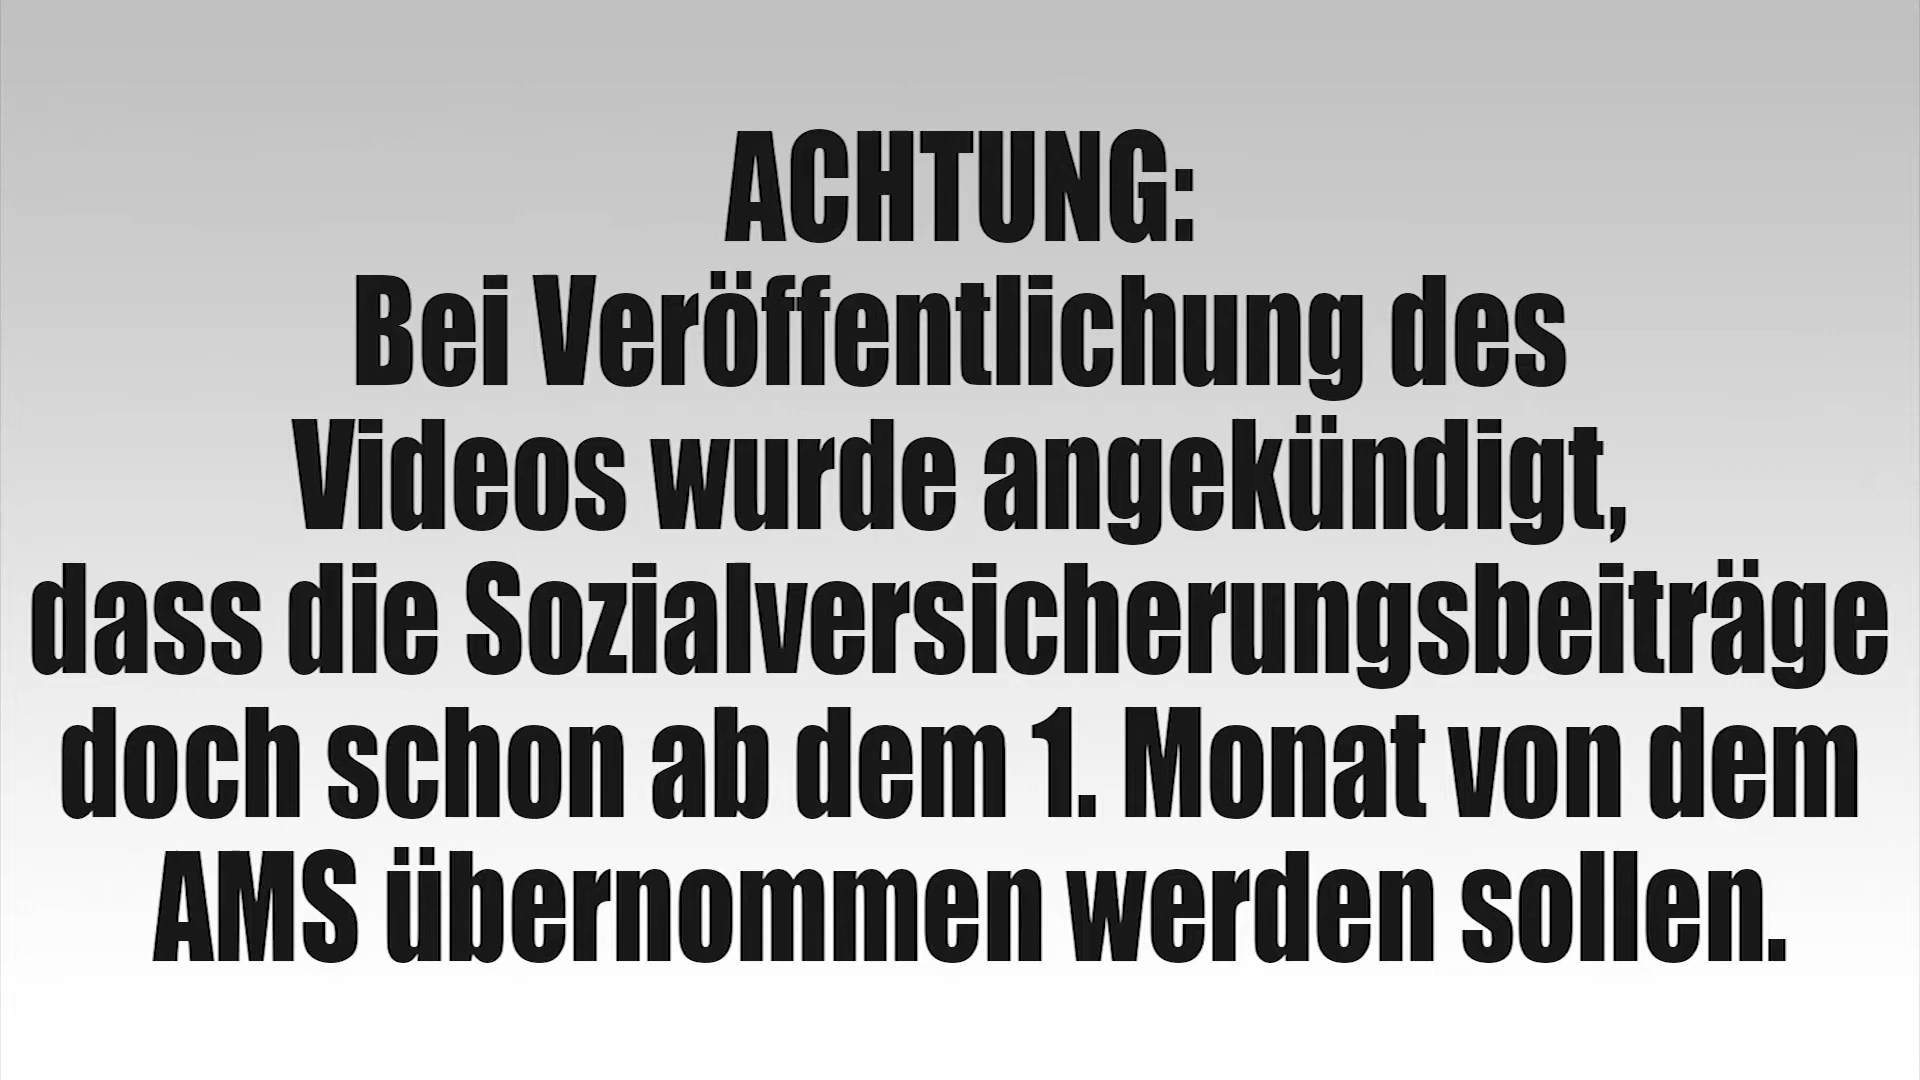 ACHTUNG:
Bei Veröffentlichung des
Videos wurde angekündigt,
dass die Sozialversicherungsbeiträge
doch schon ab dem 1. Monat von dem
AMS übernommen werden sollen.